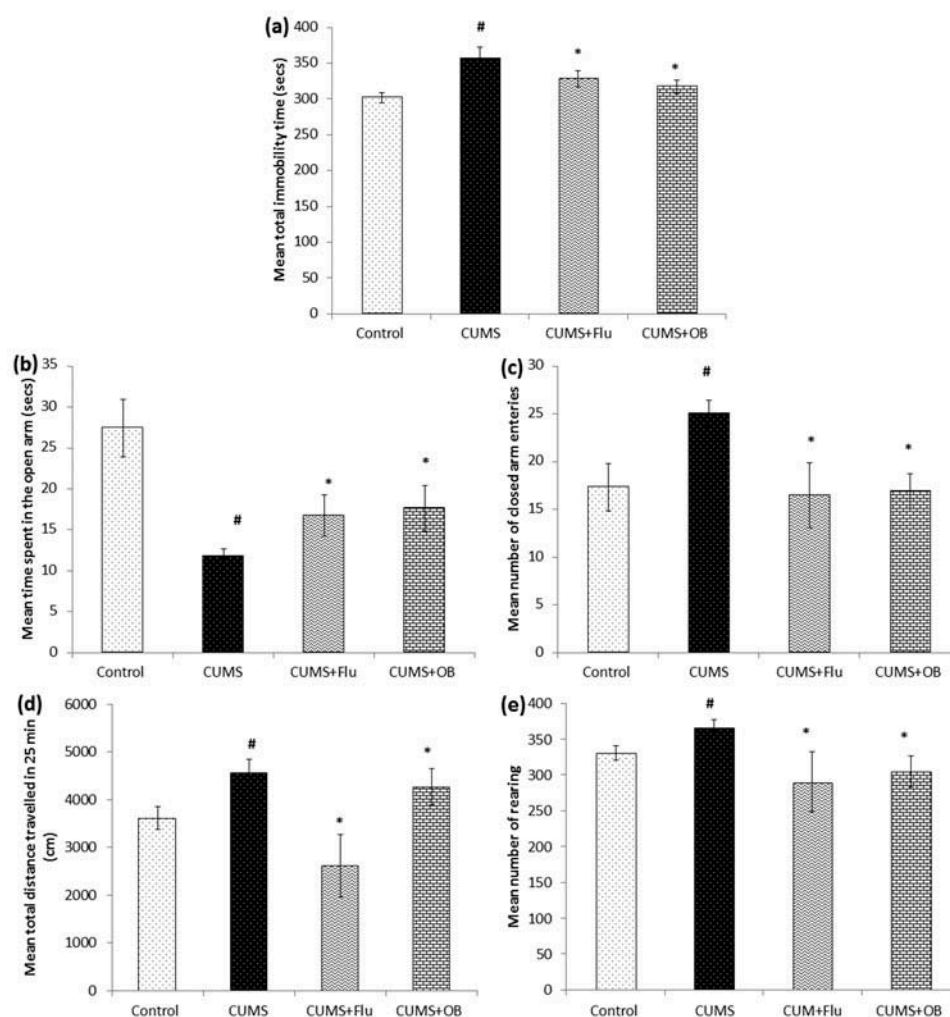 (a)
Mean total immobility time (secs)
400
350
300
250
200
150
100
50
0
#
*
*
Control
CUMS
CUMS+Flu
CUMS+OB
(b)
Mean time spent in the open arm (secs)
35
30
25
20
15
10
5
0
#
*
*
Control
CUMS
CUMS+Flu
CUMS+OB
(c)
Mean number of closed arm enteries
30
25
20
15
10
5
0
#
*
*
Control
CUMS
CUMS+Flu
CUMS+OB
(d)
Mean total distance travelled in 25 min
(cm)
6000
5000
4000
3000
2000
1000
0
#
*
*
Control
CUMS
CUMS+Flu
CUMS+OB
(e)
Mean number of rearing
400
350
300
250
200
150
100
50
0
#
*
*
Control
CUMS
CUM+Flu
CUMS+OB